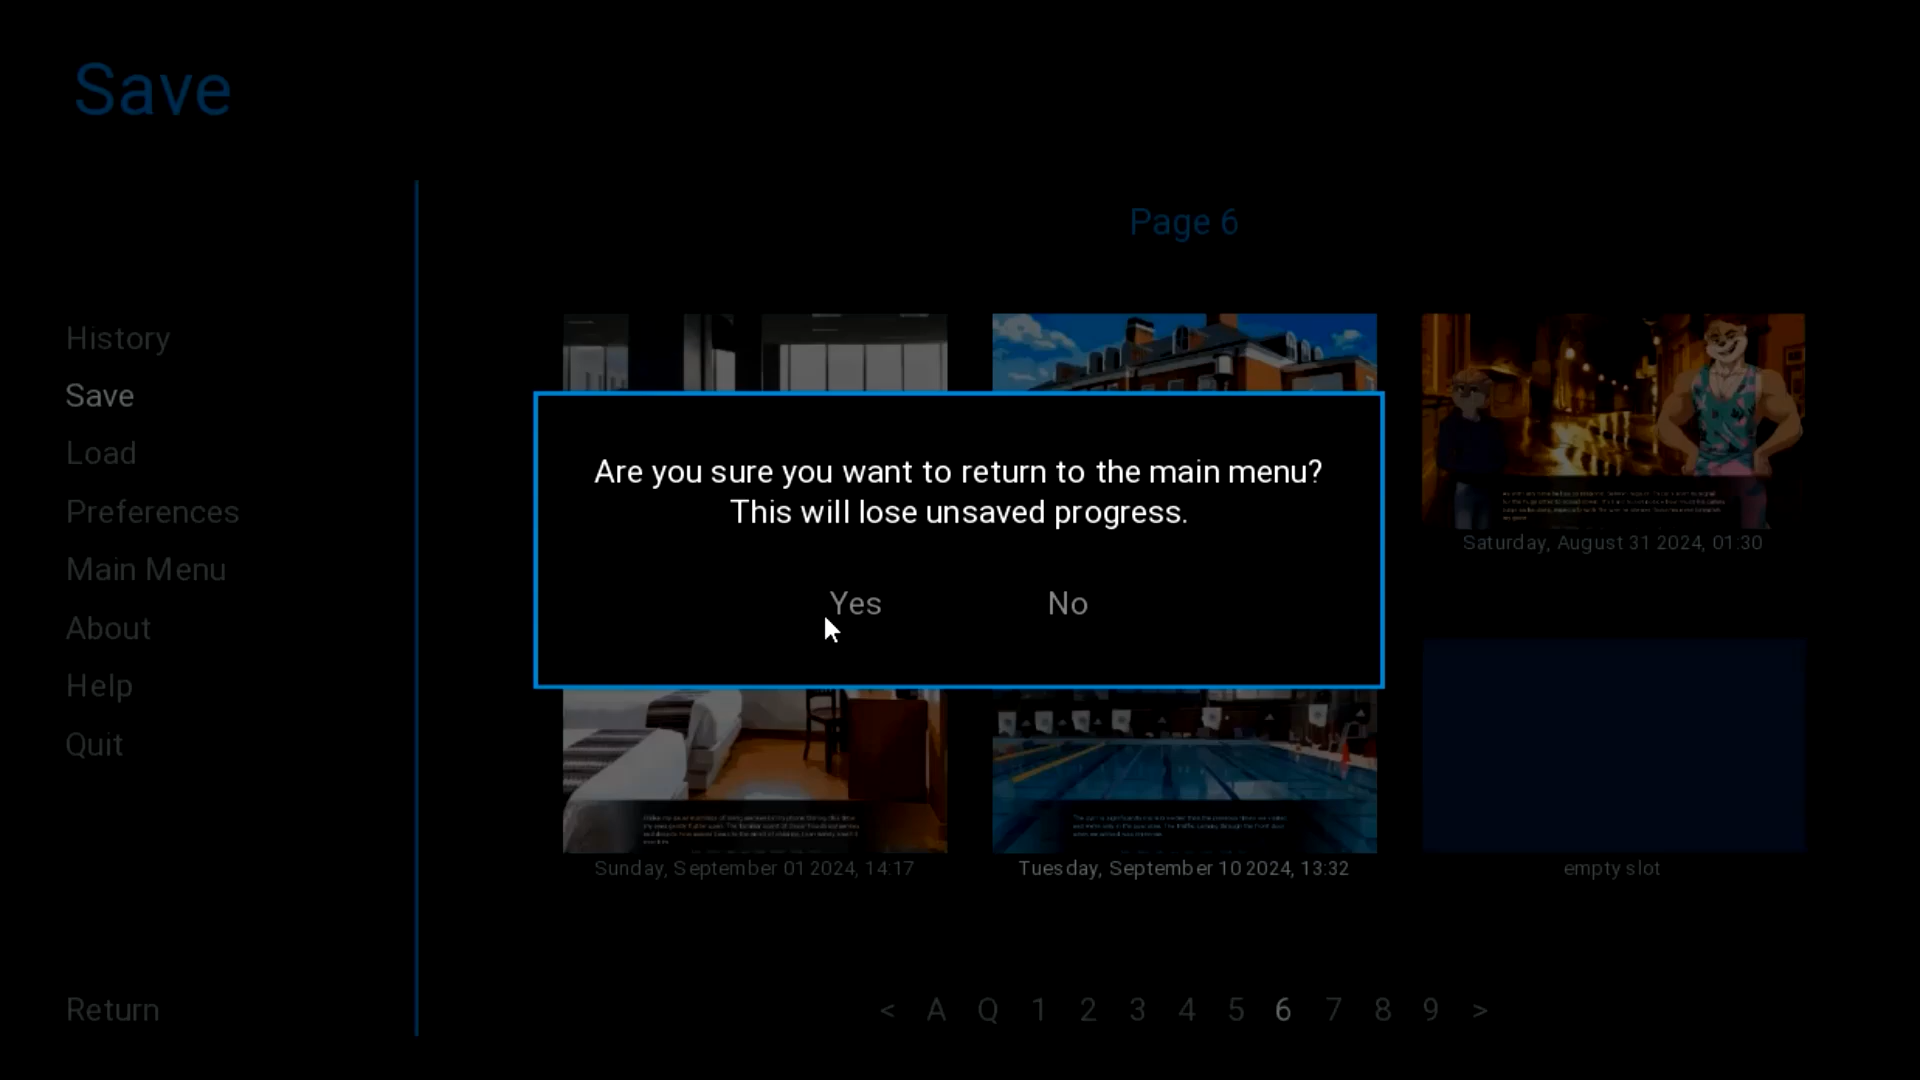 Save
Page 6
History
Save
Load
Preferences
Main Menu
About
Help
Quit
Return
Are you sure you want to return to the main menu?
This will lose unsaved progress.
Yes
No
Saturday, August 31 2024, 01:30
Sunday, September 01 2024, 14:17
Tuesday, September 10 2024, 13:32
empty slot
< A Q 1 2 3 4 5 6 7 8 9 >